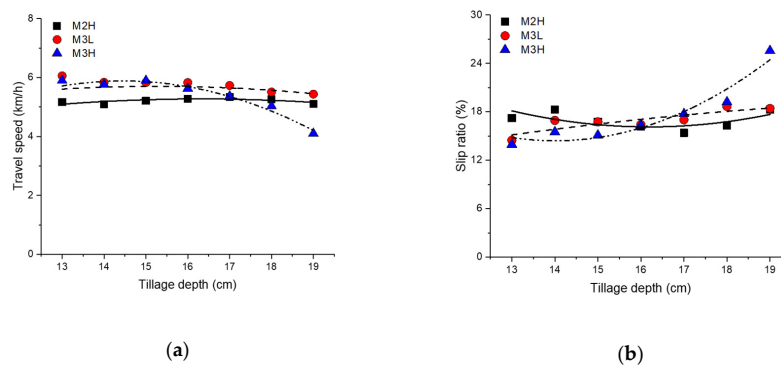 M2H
M3L
M3H
Travel speed (km/h)
8
6
4
2
0
13 14 15 16 17 18 19
Tillage depth (cm)
(a)
M2H
M3L
M3H
Slip ratio (%)
30
24
18
12
6
0
13 14 15 16 17 18 19
Tillage depth (cm)
(b)